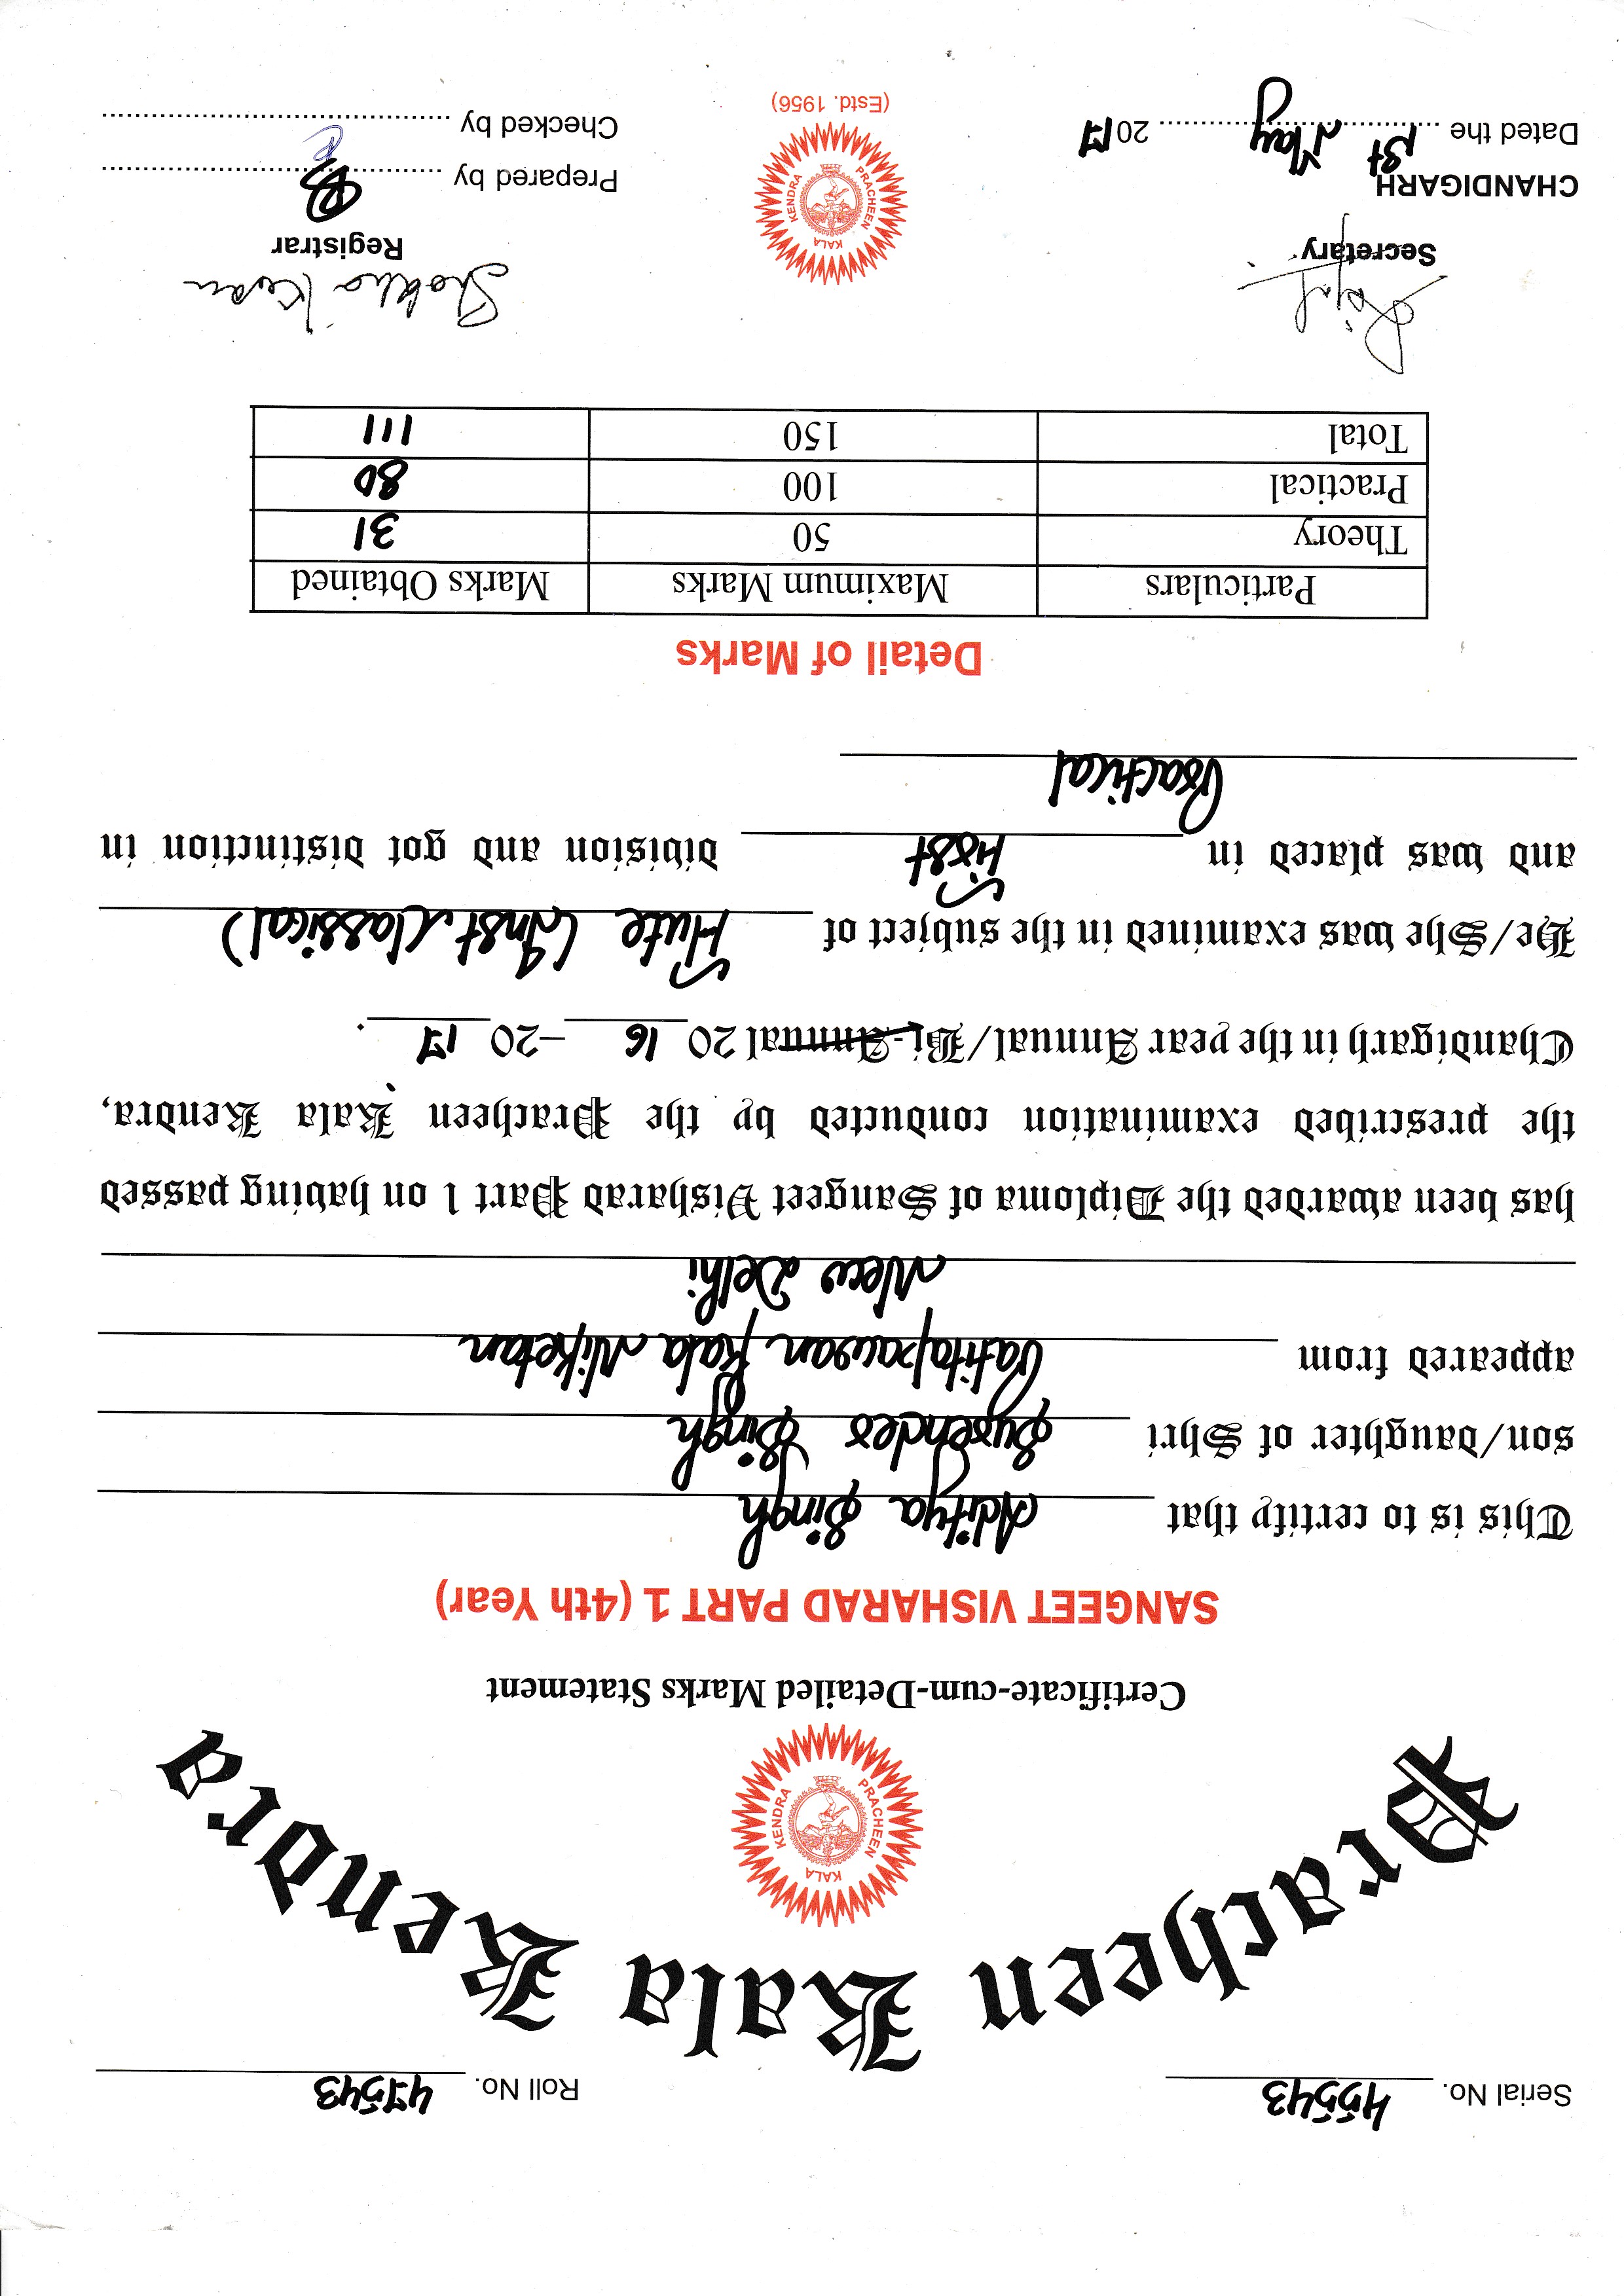 Serial No. 45543
Roll No. 47543
Pracheen Kala Kendra
PRACHEEN KALA KENDRA
Certificate-cum-Detailed Marks Statement
SANGEET VISHARAD PART 1 (4th Year)
This is to certify that Aditya Singh
son/daughter of Shri Surender Singh
appeared from Patitapawan Kala Niketan
New Delhi
has been awarded the Diploma of Sangeet Visharad Part 1 on having passed
the prescribed examination conducted by the Pracheen Kala Kendra,
Chandigarh in the year Annual/Bi-Annual 20 16 –20 17 .
He/She was examined in the subject of Flute (Inst. Classical)
and was placed in First division and got distinction in
Practical
Detail of Marks
Particulars Maximum Marks Marks Obtained
Theory 50 31
Practical 100 80
Total 150 111
Shobha Koser
Secretary
Registrar
PRACHEEN KALA KENDRA
CHANDIGARH
Prepared by
Dated the 1st May 2017
Checked by
(Estd. 1956)